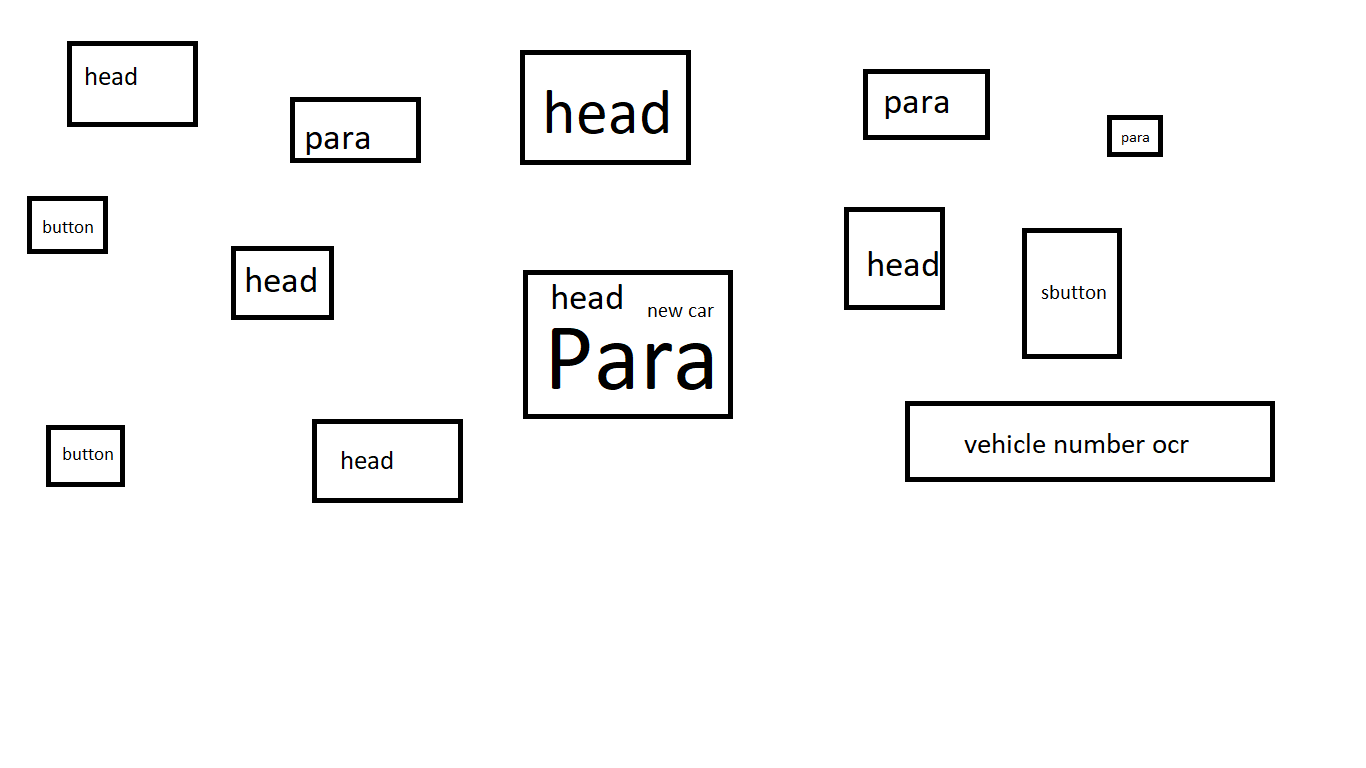 head
para
head
para
para
button
head
head
sbutton
head new car
Para
button
head
vehicle number ocr